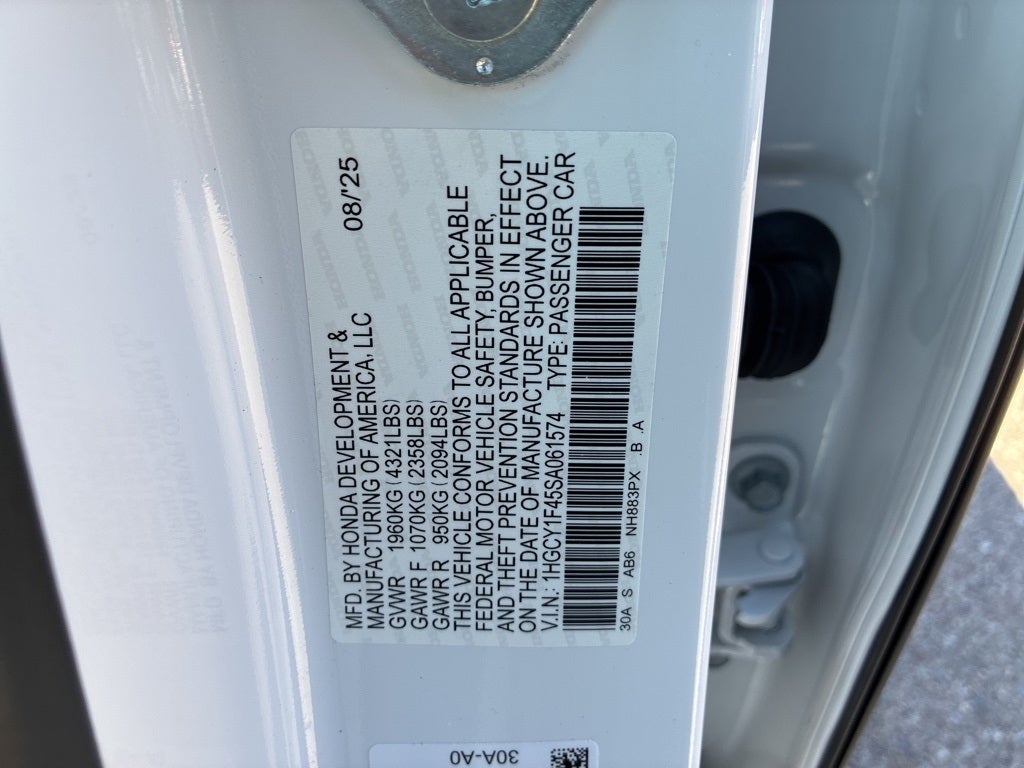 MFD. BY HONDA DEVELOPMENT &
MANUFACTURING OF AMERICA, LLC 08/'25
GVWR 1960KG (4321LBS)
GAWR F 1070KG (2358LBS)
GAWR R 950KG (2094LBS)
THIS VEHICLE CONFORMS TO ALL APPLICABLE
FEDERAL MOTOR VEHICLE SAFETY, BUMPER,
AND THEFT PREVENTION STANDARDS IN EFFECT
ON THE DATE OF MANUFACTURE SHOWN ABOVE.
V.I.N.: 1HGCY1F45SA061574 TYPE: PASSENGER CAR
30A S AB6 NH883PX .B .A
30A-A0